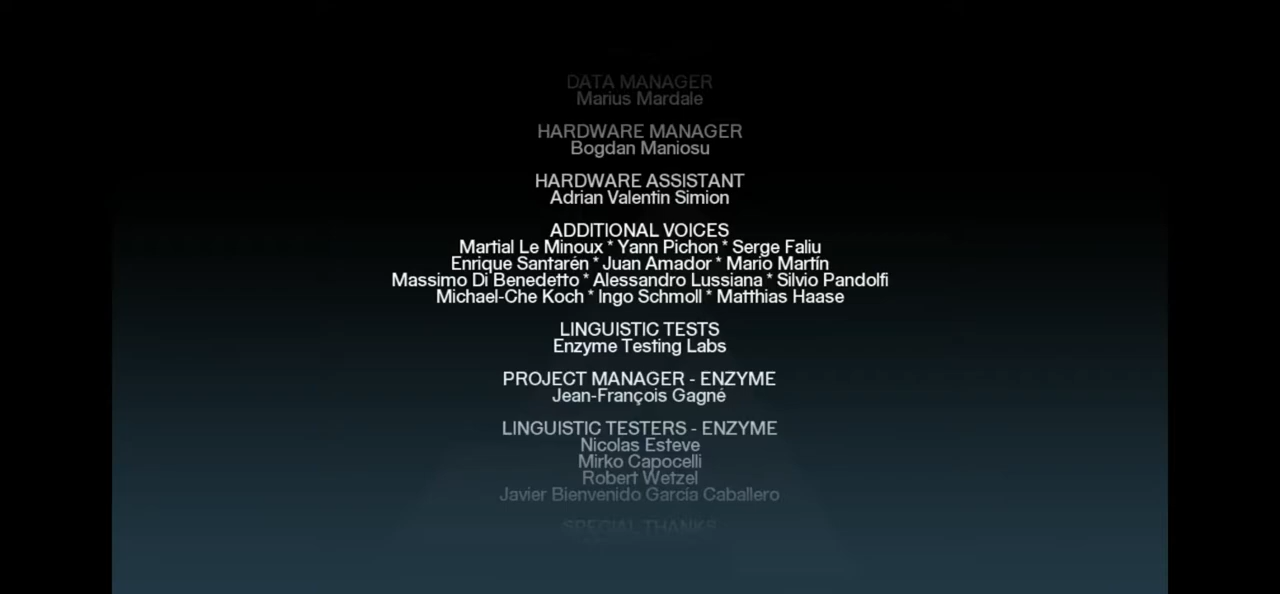 DATA MANAGER
Marius Mardale
HARDWARE MANAGER
Bogdan Maniosu
HARDWARE ASSISTANT
Adrian Valentin Simion
ADDITIONAL VOICES
Martial Le Minoux * Yann Pichon * Serge Faliu
Enrique Santarén * Juan Amador * Mario Martín
Massimo Di Benedetto * Alessandro Lussiana * Silvio Pandolfi
Michael-Che Koch * Ingo Schmoll * Matthias Haase
LINGUISTIC TESTS
Enzyme Testing Labs
PROJECT MANAGER - ENZYME
Jean-François Gagné
LINGUISTIC TESTERS - ENZYME
Nicolas Esteve
Mirko Capocelli
Robert Wetzel
Javier Bienvenido García Caballero
SPECIAL THANKS